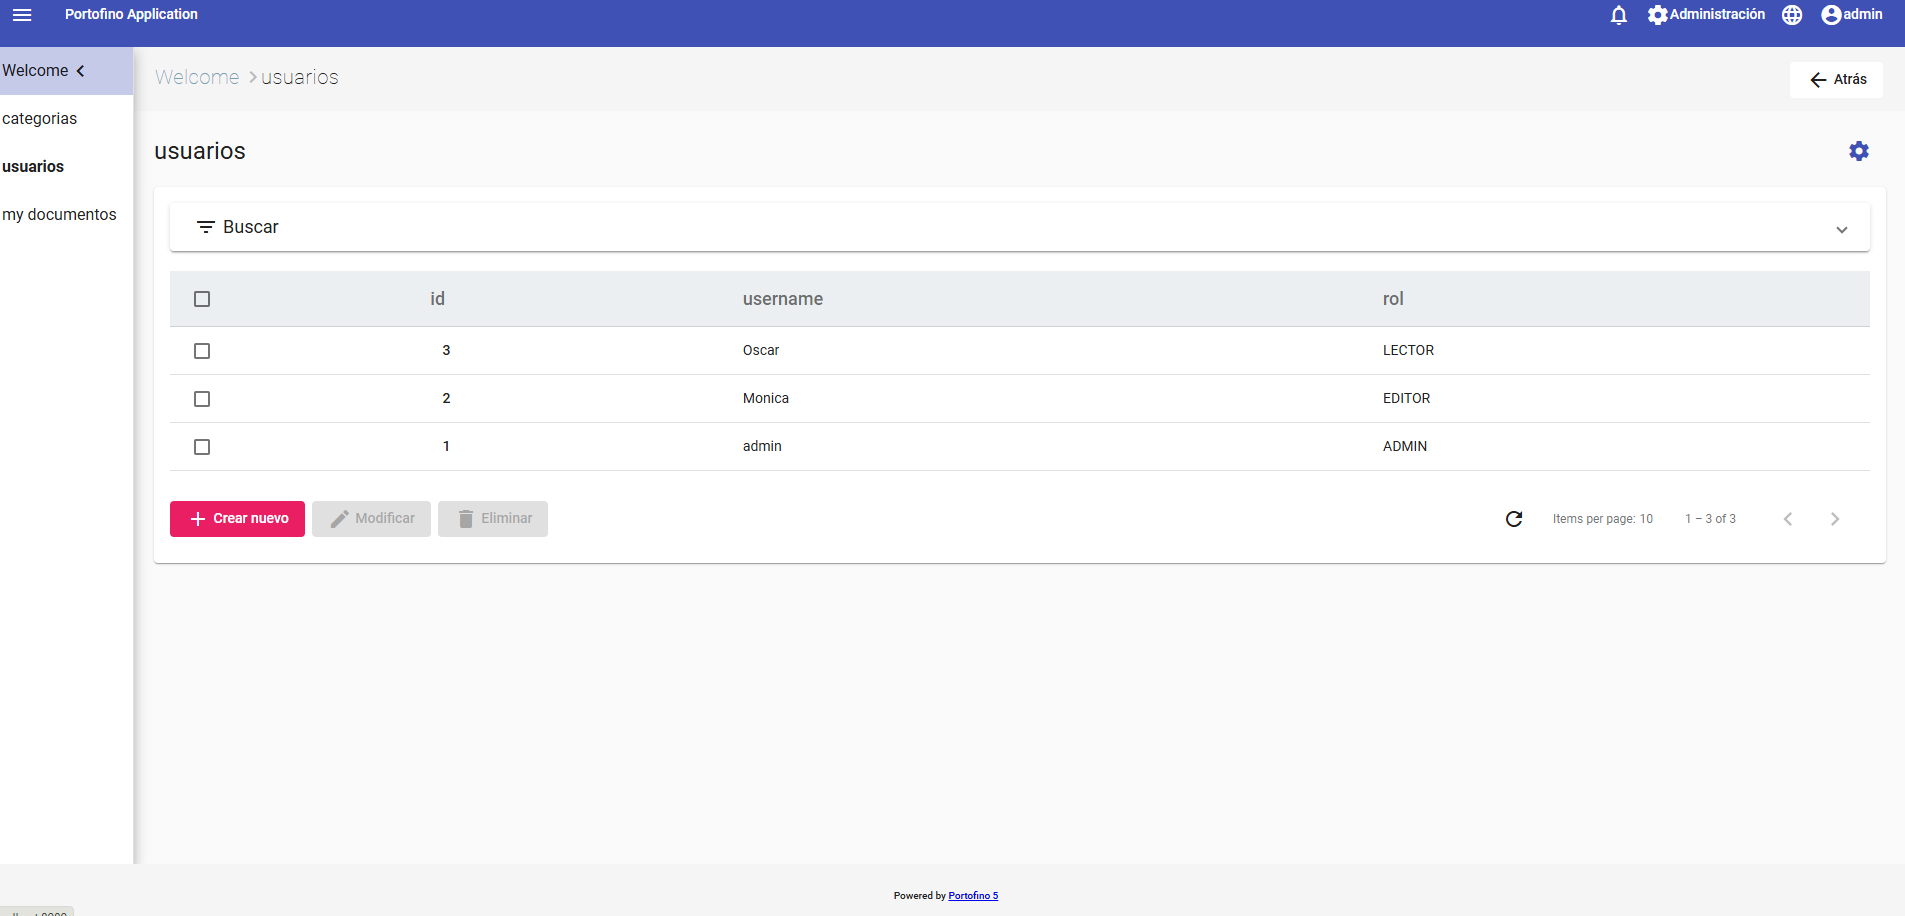 Portofino Application
Administración
admin
Welcome
categorias
usuarios
my documentos
Welcome
usuarios
Atrás
usuarios
Buscar
id username rol
3 Oscar LECTOR
2 Monica EDITOR
1 admin ADMIN
Crear nuevo
Modificar
Eliminar
Items per page: 10
1 – 3 of 3
Powered by Portofino 5